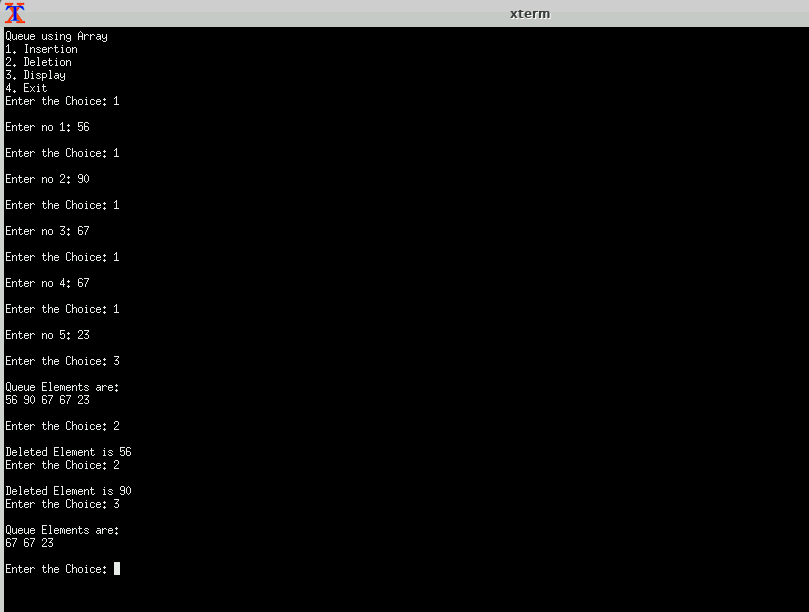 xterm
Queue using Array
1. Insertion
2. Deletion
3. Display
4. Exit
Enter the Choice: 1
Enter no 1: 56
Enter the Choice: 1
Enter no 2: 90
Enter the Choice: 1
Enter no 3: 67
Enter the Choice: 1
Enter no 4: 67
Enter the Choice: 1
Enter no 5: 23
Enter the Choice: 3
Queue Elements are:
56 90 67 67 23
Enter the Choice: 2
Deleted Element is 56
Enter the Choice: 2
Deleted Element is 90
Enter the Choice: 3
Queue Elements are:
67 67 23
Enter the Choice: